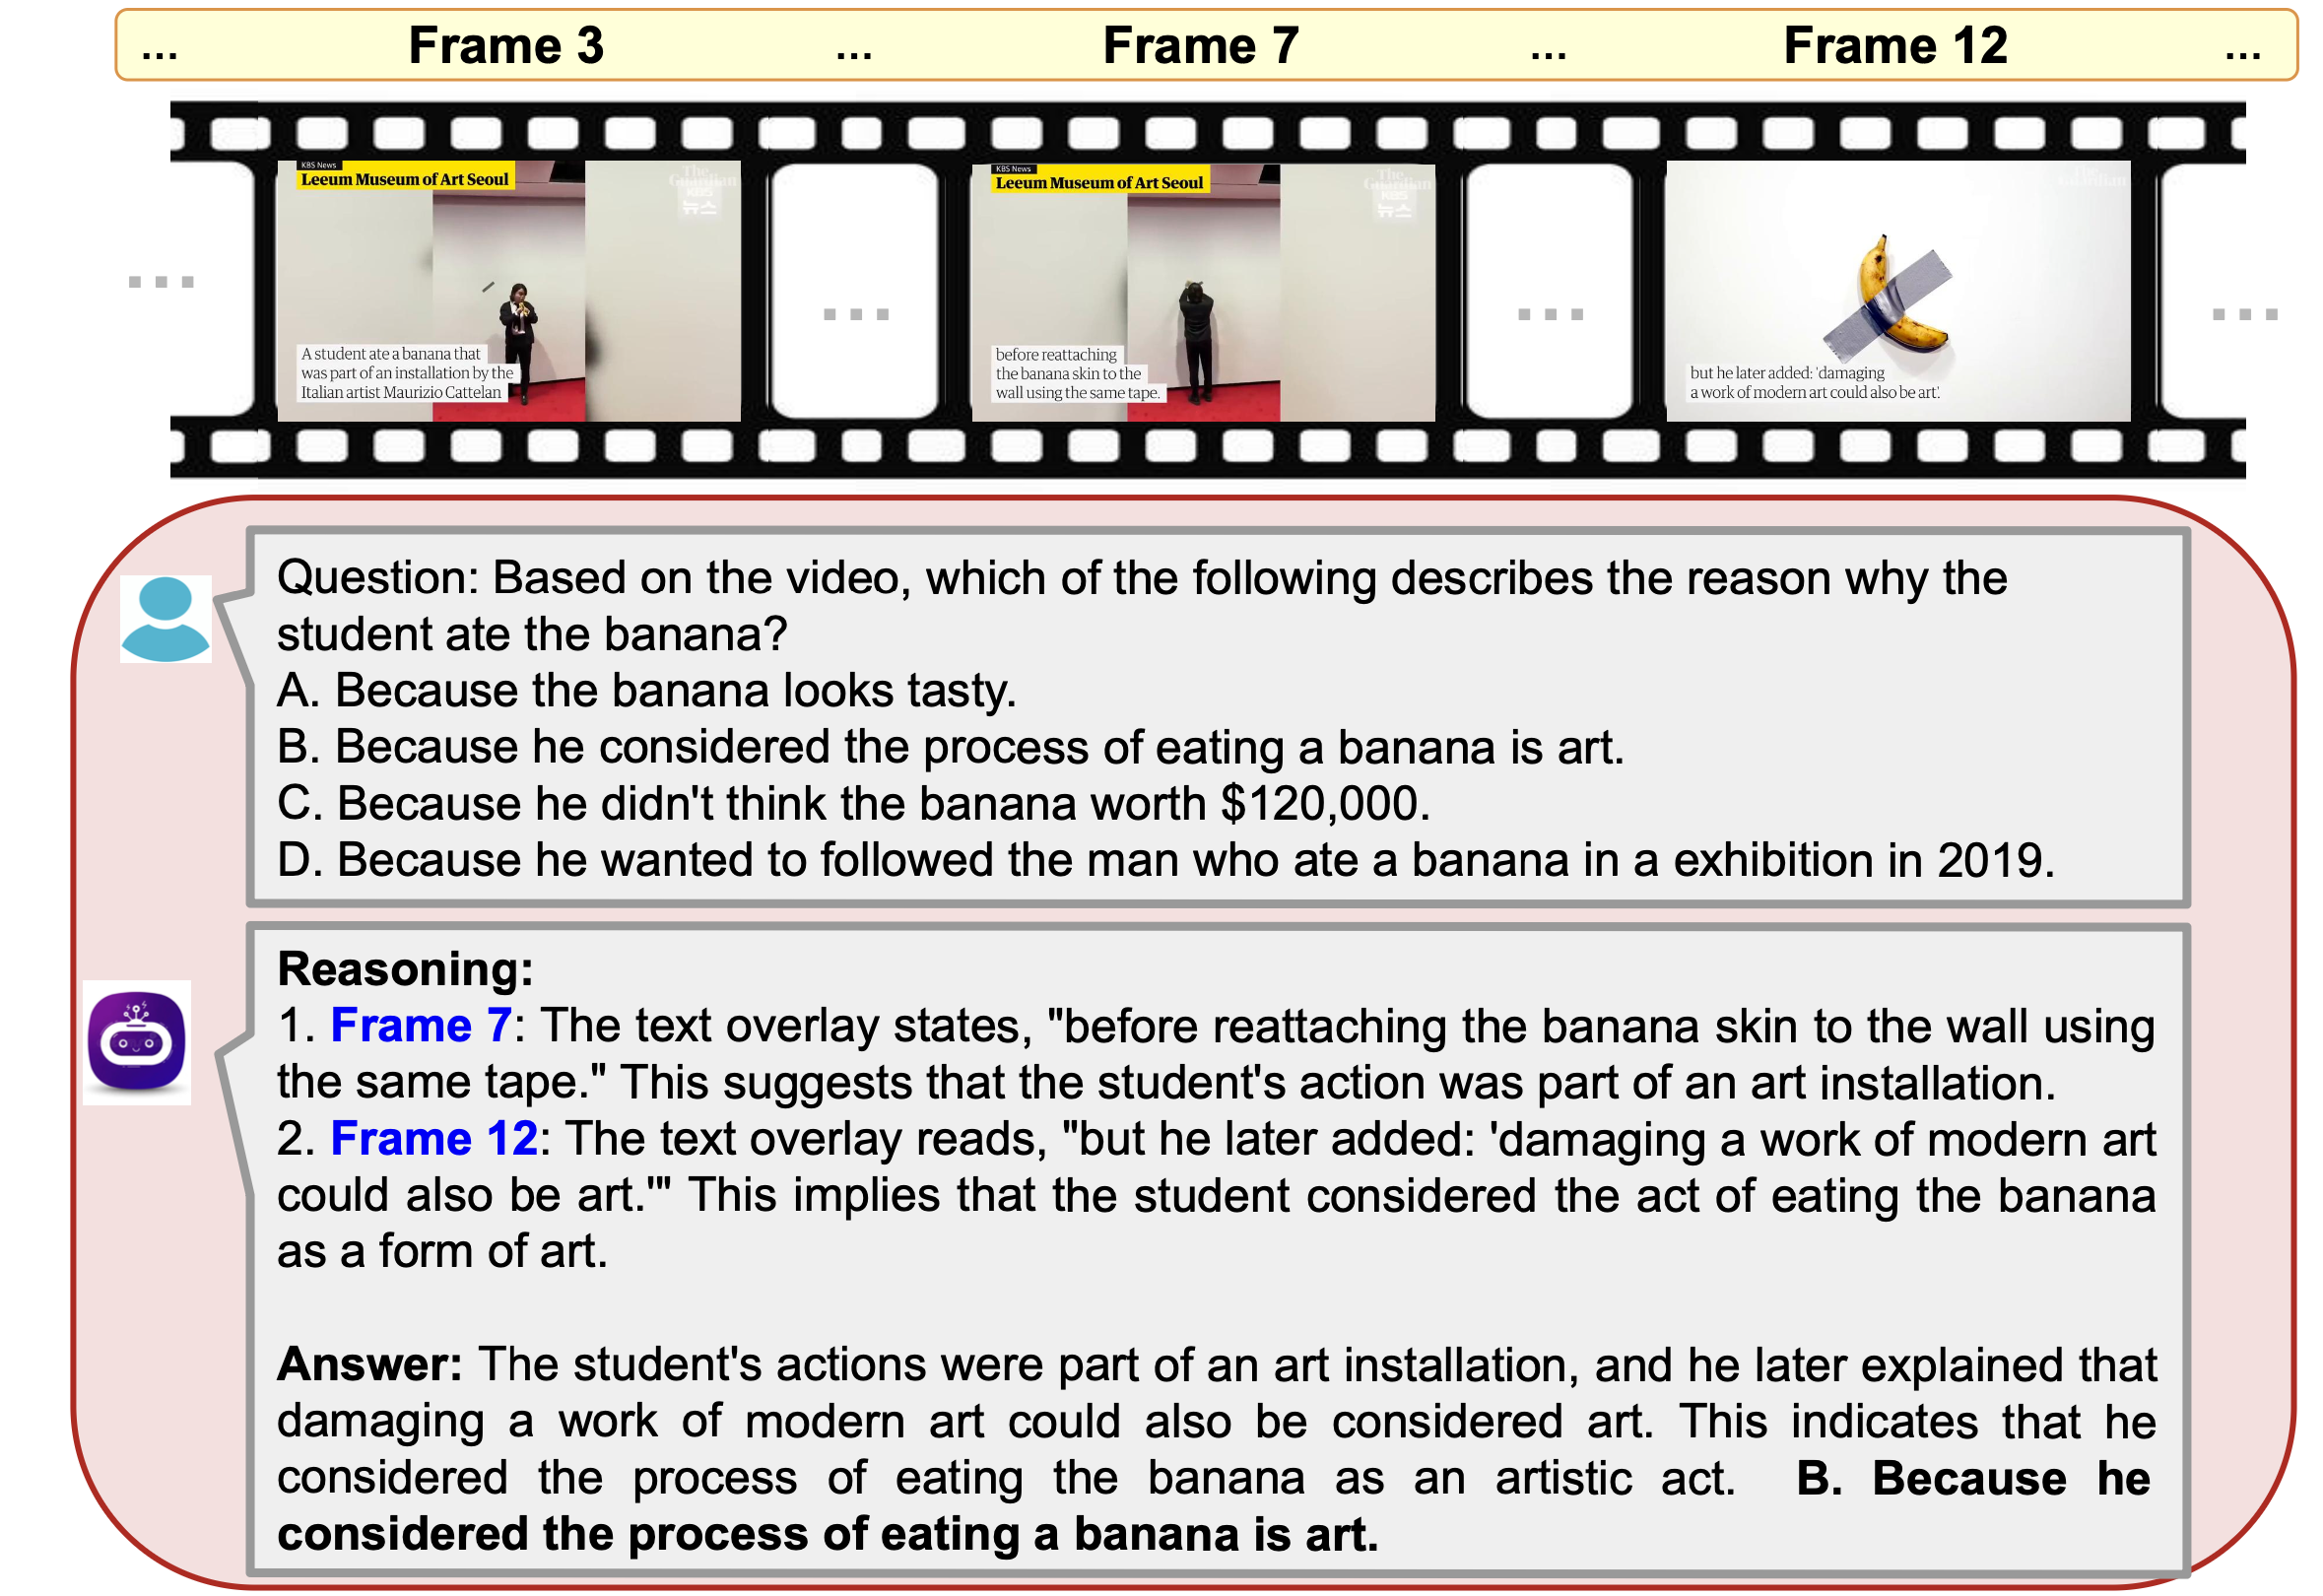 ... Frame 3 ... Frame 7 ... Frame 12 ...
KBS News
Leeum Museum of Art Seoul
The Guardian
KBS
뉴스
A student ate a banana that
was part of an installation by the
Italian artist Maurizio Cattelan
KBS News
Leeum Museum of Art Seoul
The Guardian
KBS
뉴스
before reattaching
the banana skin to the
wall using the same tape.
The Guardian
but he later added: 'damaging
a work of modern art could also be art'.
Question: Based on the video, which of the following describes the reason why the
student ate the banana?
A. Because the banana looks tasty.
B. Because he considered the process of eating a banana is art.
C. Because he didn't think the banana worth $120,000.
D. Because he wanted to followed the man who ate a banana in a exhibition in 2019.
Reasoning:
1. Frame 7: The text overlay states, "before reattaching the banana skin to the wall using
the same tape." This suggests that the student's action was part of an art installation.
2. Frame 12: The text overlay reads, "but he later added: 'damaging a work of modern art
could also be art.'" This implies that the student considered the act of eating the banana
as a form of art.
Answer: The student's actions were part of an art installation, and he later explained that
damaging a work of modern art could also be considered art. This indicates that he
considered the process of eating the banana as an artistic act. B. Because he
considered the process of eating a banana is art.